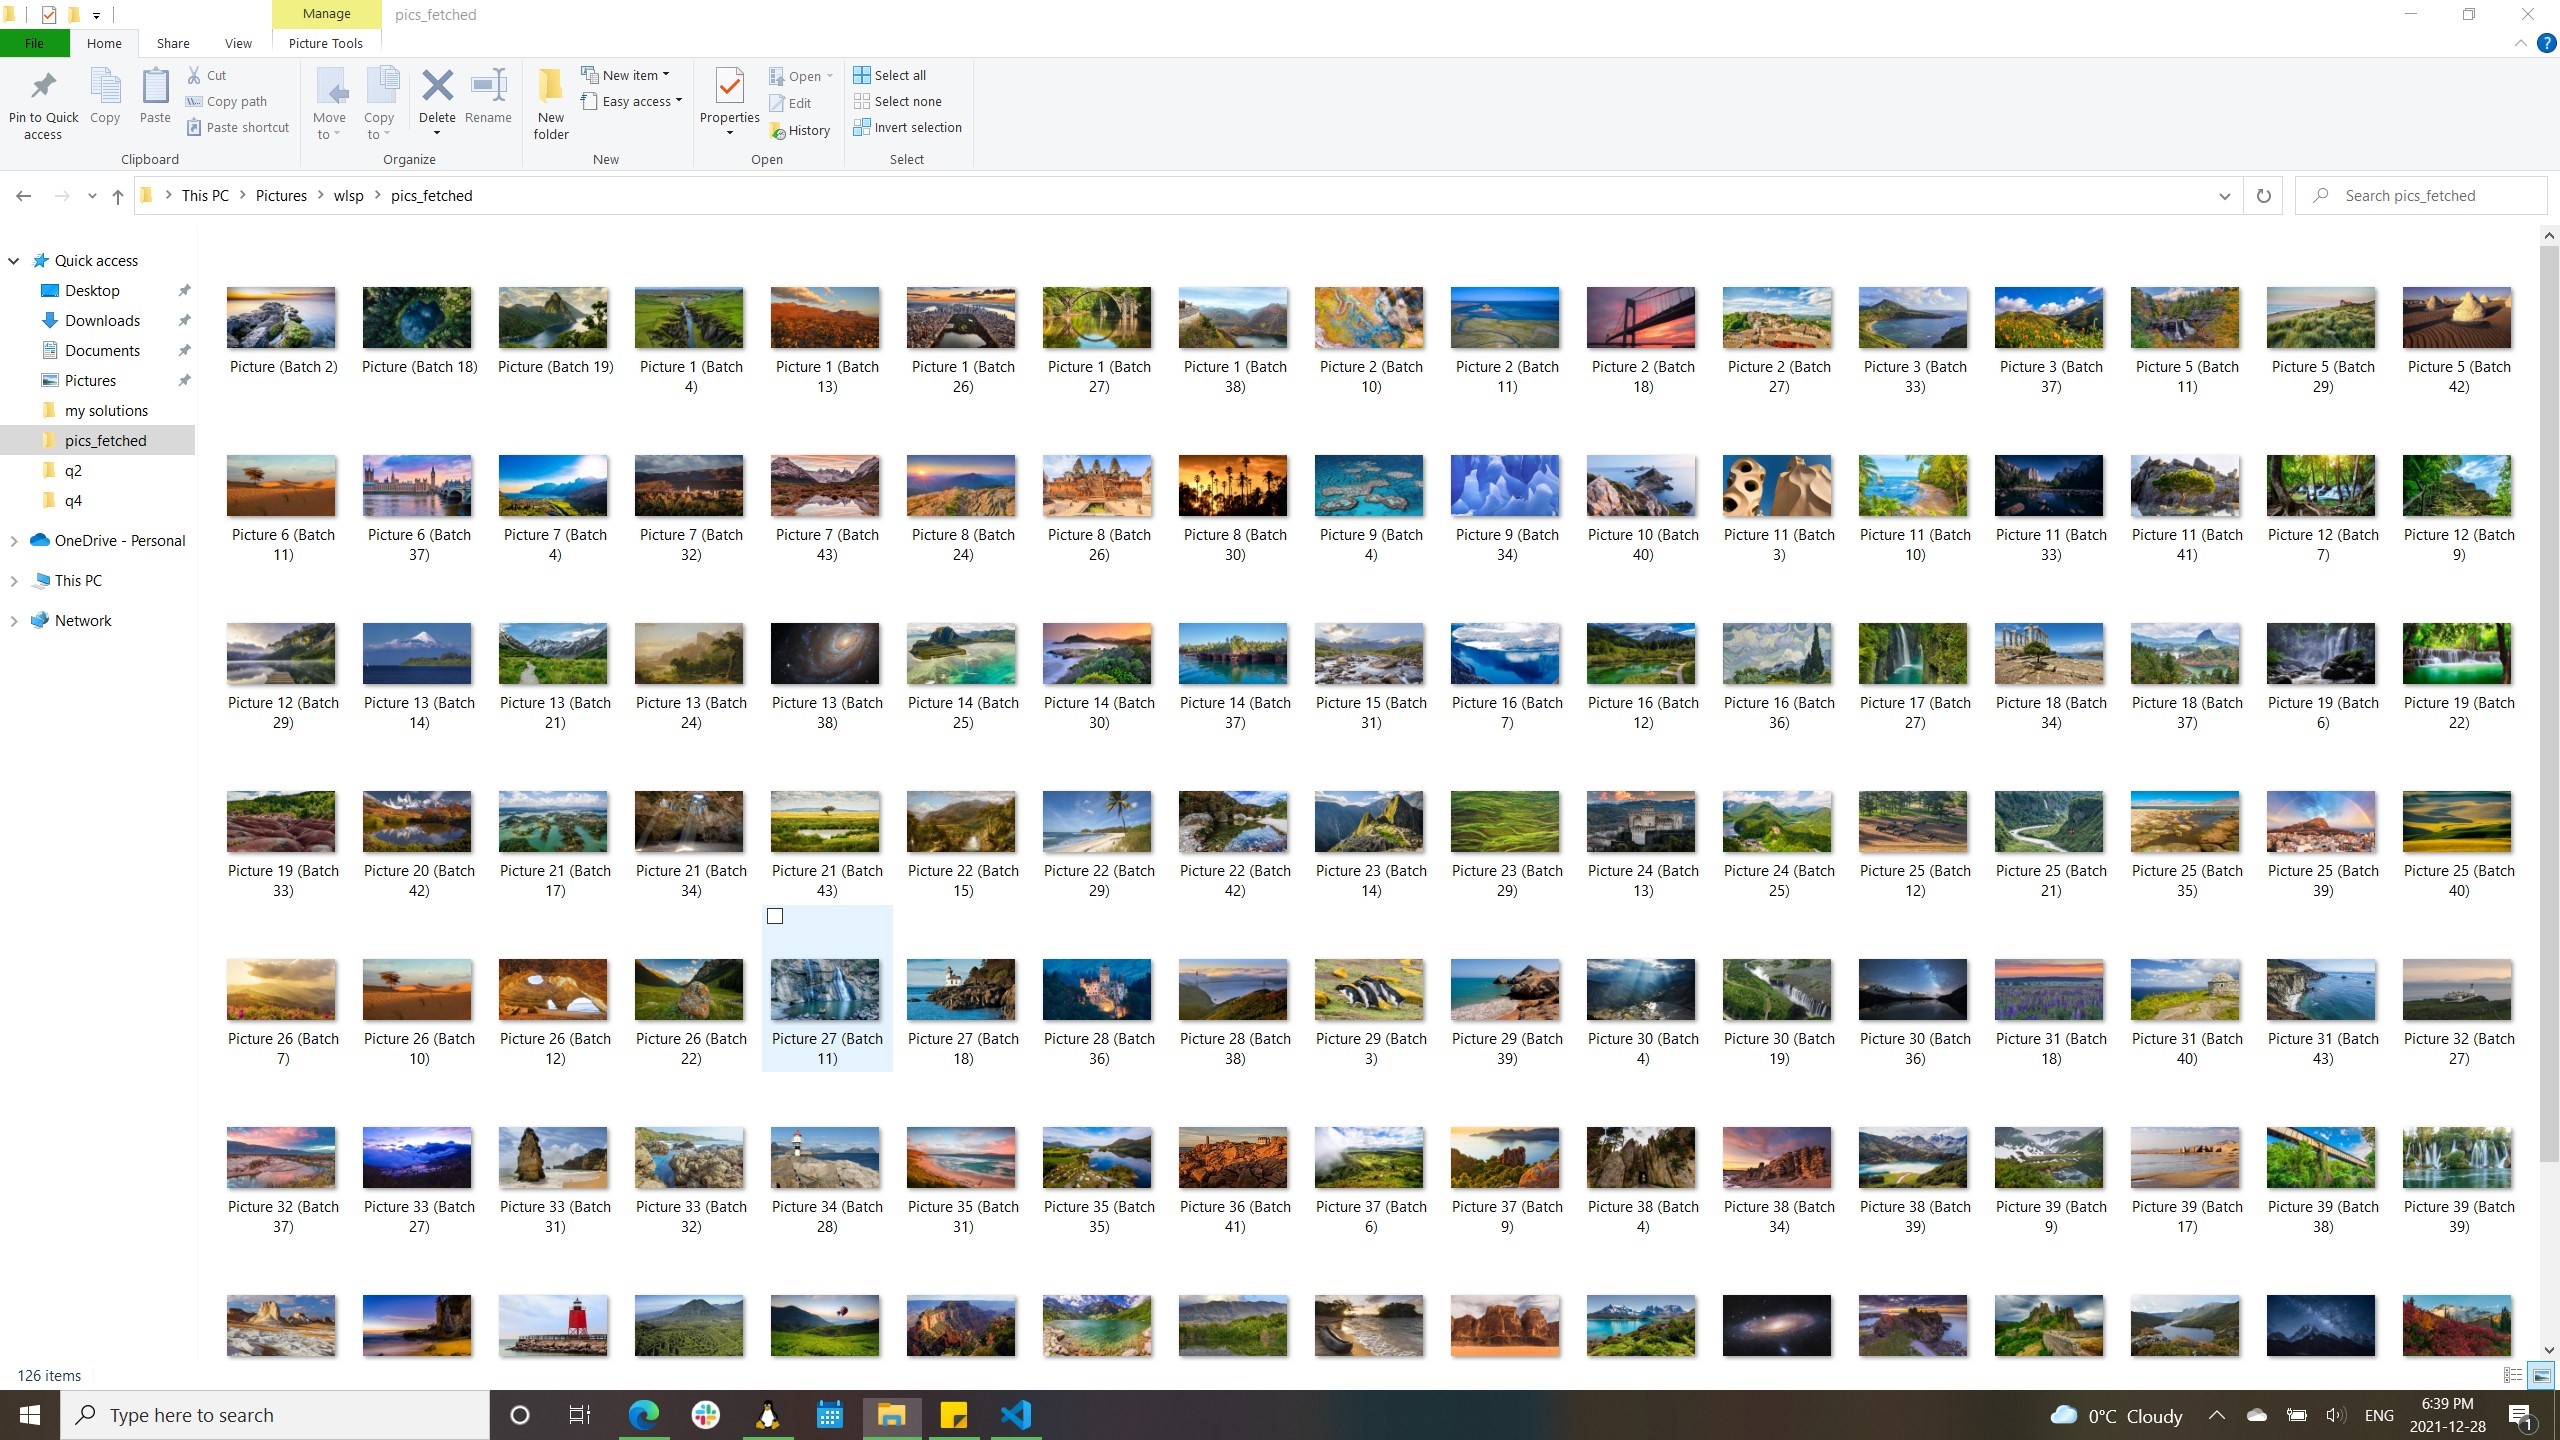 Manage
pics_fetched
File
Home
Share
View
Picture Tools
Pin to Quick access
Copy
Paste
Cut
Copy path
Paste shortcut
Clipboard
Move to
Copy to
Delete
Rename
Organize
New folder
New item
Easy access
New
Properties
Open
Edit
History
Open
Select all
Select none
Invert selection
Select
This PC
Pictures
wlsp
pics_fetched
Search pics_fetched
Quick access
Desktop
Downloads
Documents
Pictures
my solutions
pics_fetched
q2
q4
OneDrive - Personal
This PC
Network
Picture (Batch 2)
Picture (Batch 18)
Picture (Batch 19)
Picture 1 (Batch 4)
Picture 1 (Batch 13)
Picture 1 (Batch 26)
Picture 1 (Batch 27)
Picture 1 (Batch 38)
Picture 2 (Batch 10)
Picture 2 (Batch 11)
Picture 2 (Batch 18)
Picture 2 (Batch 27)
Picture 3 (Batch 33)
Picture 3 (Batch 37)
Picture 5 (Batch 11)
Picture 5 (Batch 29)
Picture 5 (Batch 42)
Picture 6 (Batch 11)
Picture 6 (Batch 37)
Picture 7 (Batch 4)
Picture 7 (Batch 32)
Picture 7 (Batch 43)
Picture 8 (Batch 24)
Picture 8 (Batch 26)
Picture 8 (Batch 30)
Picture 9 (Batch 4)
Picture 9 (Batch 34)
Picture 10 (Batch 40)
Picture 11 (Batch 3)
Picture 11 (Batch 10)
Picture 11 (Batch 33)
Picture 11 (Batch 41)
Picture 12 (Batch 7)
Picture 12 (Batch 9)
Picture 12 (Batch 29)
Picture 13 (Batch 14)
Picture 13 (Batch 21)
Picture 13 (Batch 24)
Picture 13 (Batch 38)
Picture 14 (Batch 25)
Picture 14 (Batch 30)
Picture 14 (Batch 37)
Picture 15 (Batch 31)
Picture 16 (Batch 7)
Picture 16 (Batch 12)
Picture 16 (Batch 36)
Picture 17 (Batch 27)
Picture 18 (Batch 34)
Picture 18 (Batch 37)
Picture 19 (Batch 6)
Picture 19 (Batch 22)
Picture 19 (Batch 33)
Picture 20 (Batch 42)
Picture 21 (Batch 17)
Picture 21 (Batch 34)
Picture 21 (Batch 43)
Picture 22 (Batch 15)
Picture 22 (Batch 29)
Picture 22 (Batch 42)
Picture 23 (Batch 14)
Picture 23 (Batch 29)
Picture 24 (Batch 13)
Picture 24 (Batch 25)
Picture 25 (Batch 12)
Picture 25 (Batch 21)
Picture 25 (Batch 35)
Picture 25 (Batch 39)
Picture 25 (Batch 40)
Picture 26 (Batch 7)
Picture 26 (Batch 10)
Picture 26 (Batch 12)
Picture 26 (Batch 22)
Picture 27 (Batch 11)
Picture 27 (Batch 18)
Picture 28 (Batch 36)
Picture 28 (Batch 38)
Picture 29 (Batch 3)
Picture 29 (Batch 39)
Picture 30 (Batch 4)
Picture 30 (Batch 19)
Picture 30 (Batch 36)
Picture 31 (Batch 18)
Picture 31 (Batch 40)
Picture 31 (Batch 43)
Picture 32 (Batch 27)
Picture 32 (Batch 37)
Picture 33 (Batch 27)
Picture 33 (Batch 31)
Picture 33 (Batch 32)
Picture 34 (Batch 28)
Picture 35 (Batch 31)
Picture 35 (Batch 35)
Picture 36 (Batch 41)
Picture 37 (Batch 6)
Picture 37 (Batch 9)
Picture 38 (Batch 4)
Picture 38 (Batch 34)
Picture 38 (Batch 39)
Picture 39 (Batch 9)
Picture 39 (Batch 17)
Picture 39 (Batch 38)
Picture 39 (Batch 39)
126 items
Type here to search
0°C Cloudy
ENG
6:39 PM
2021-12-28
1